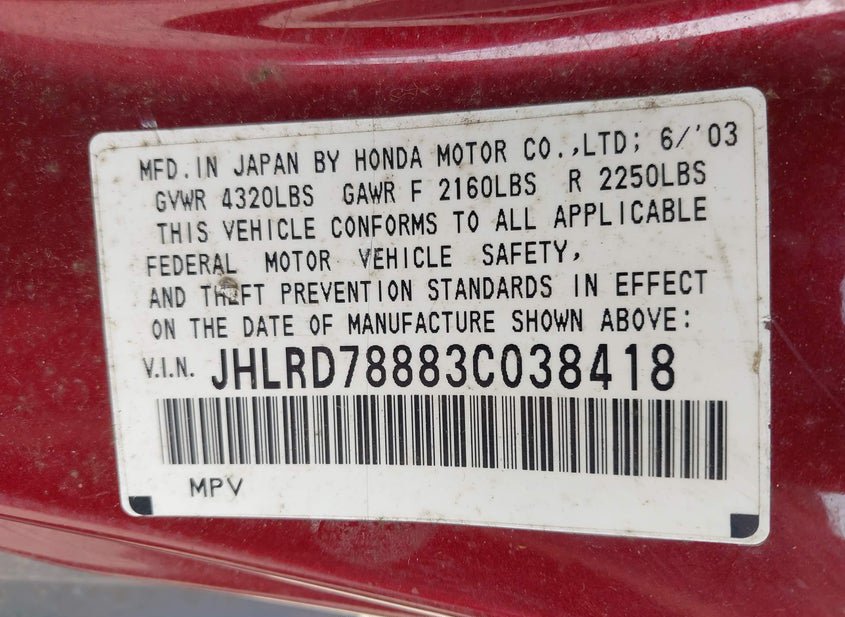 MFD.IN JAPAN BY HONDA MOTOR CO.,LTD; 6/'03
GVWR 4320LBS GAWR F 2160LBS R 2250LBS
THIS VEHICLE CONFORMS TO ALL APPLICABLE
FEDERAL MOTOR VEHICLE SAFETY,
AND THEFT PREVENTION STANDARDS IN EFFECT
ON THE DATE OF MANUFACTURE SHOWN ABOVE:
V.I.N. JHLRD78883C038418
MPV